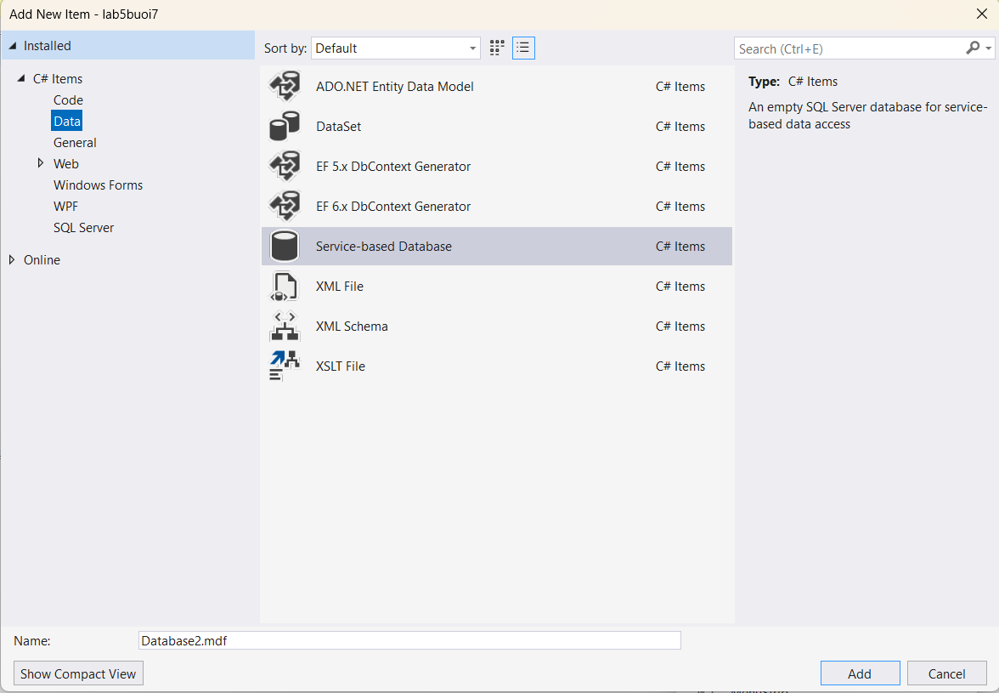 Add New Item - lab5buoi7
Installed
C# Items
Code
Data
General
Web
Windows Forms
WPF
SQL Server
Online
Sort by: Default
ADO.NET Entity Data Model C# Items
DataSet C# Items
EF 5.x DbContext Generator C# Items
EF 6.x DbContext Generator C# Items
Service-based Database C# Items
XML File C# Items
XML Schema C# Items
XSLT File C# Items
Search (Ctrl+E)
Type: C# Items
An empty SQL Server database for service-
based data access
Name: Database2.mdf
Show Compact View
Add Cancel